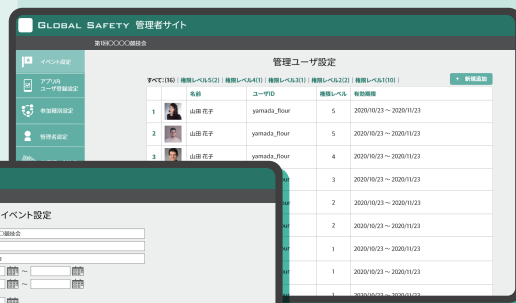 GLOBAL SAFETY 管理者サイト
第1回〇〇〇〇競技会
イベント設定
アプリ内
ユーザ登録設定
参加種別設定
管理者設定
管理ユーザ設定
すべて:(16) | 権限レベル5(2) | 権限レベル4(1) | 権限レベル3(1) | 権限レベル2(2) | 権限レベル1(10) |
+ 新規追加
名前 ユーザID 権限レベル 有効期限
1 山田 花子 yamada_flour 5 2020/10/23 ~ 2020/11/23
2 山田 花子 yamada_flour 5 2020/10/23 ~ 2020/11/23
3 山田 花子 yamada_flour 4 2020/10/23 ~ 2020/11/23
3 2020/10/23 ~ 2020/11/23
2 2020/10/23 ~ 2020/11/23
2 2020/10/23 ~ 2020/11/23
1 2020/10/23 ~ 2020/11/23
1 2020/10/23 ~ 2020/11/23
1 2020/10/23 ~ 2020/11/23
イベント設定
〇競技会
~
~